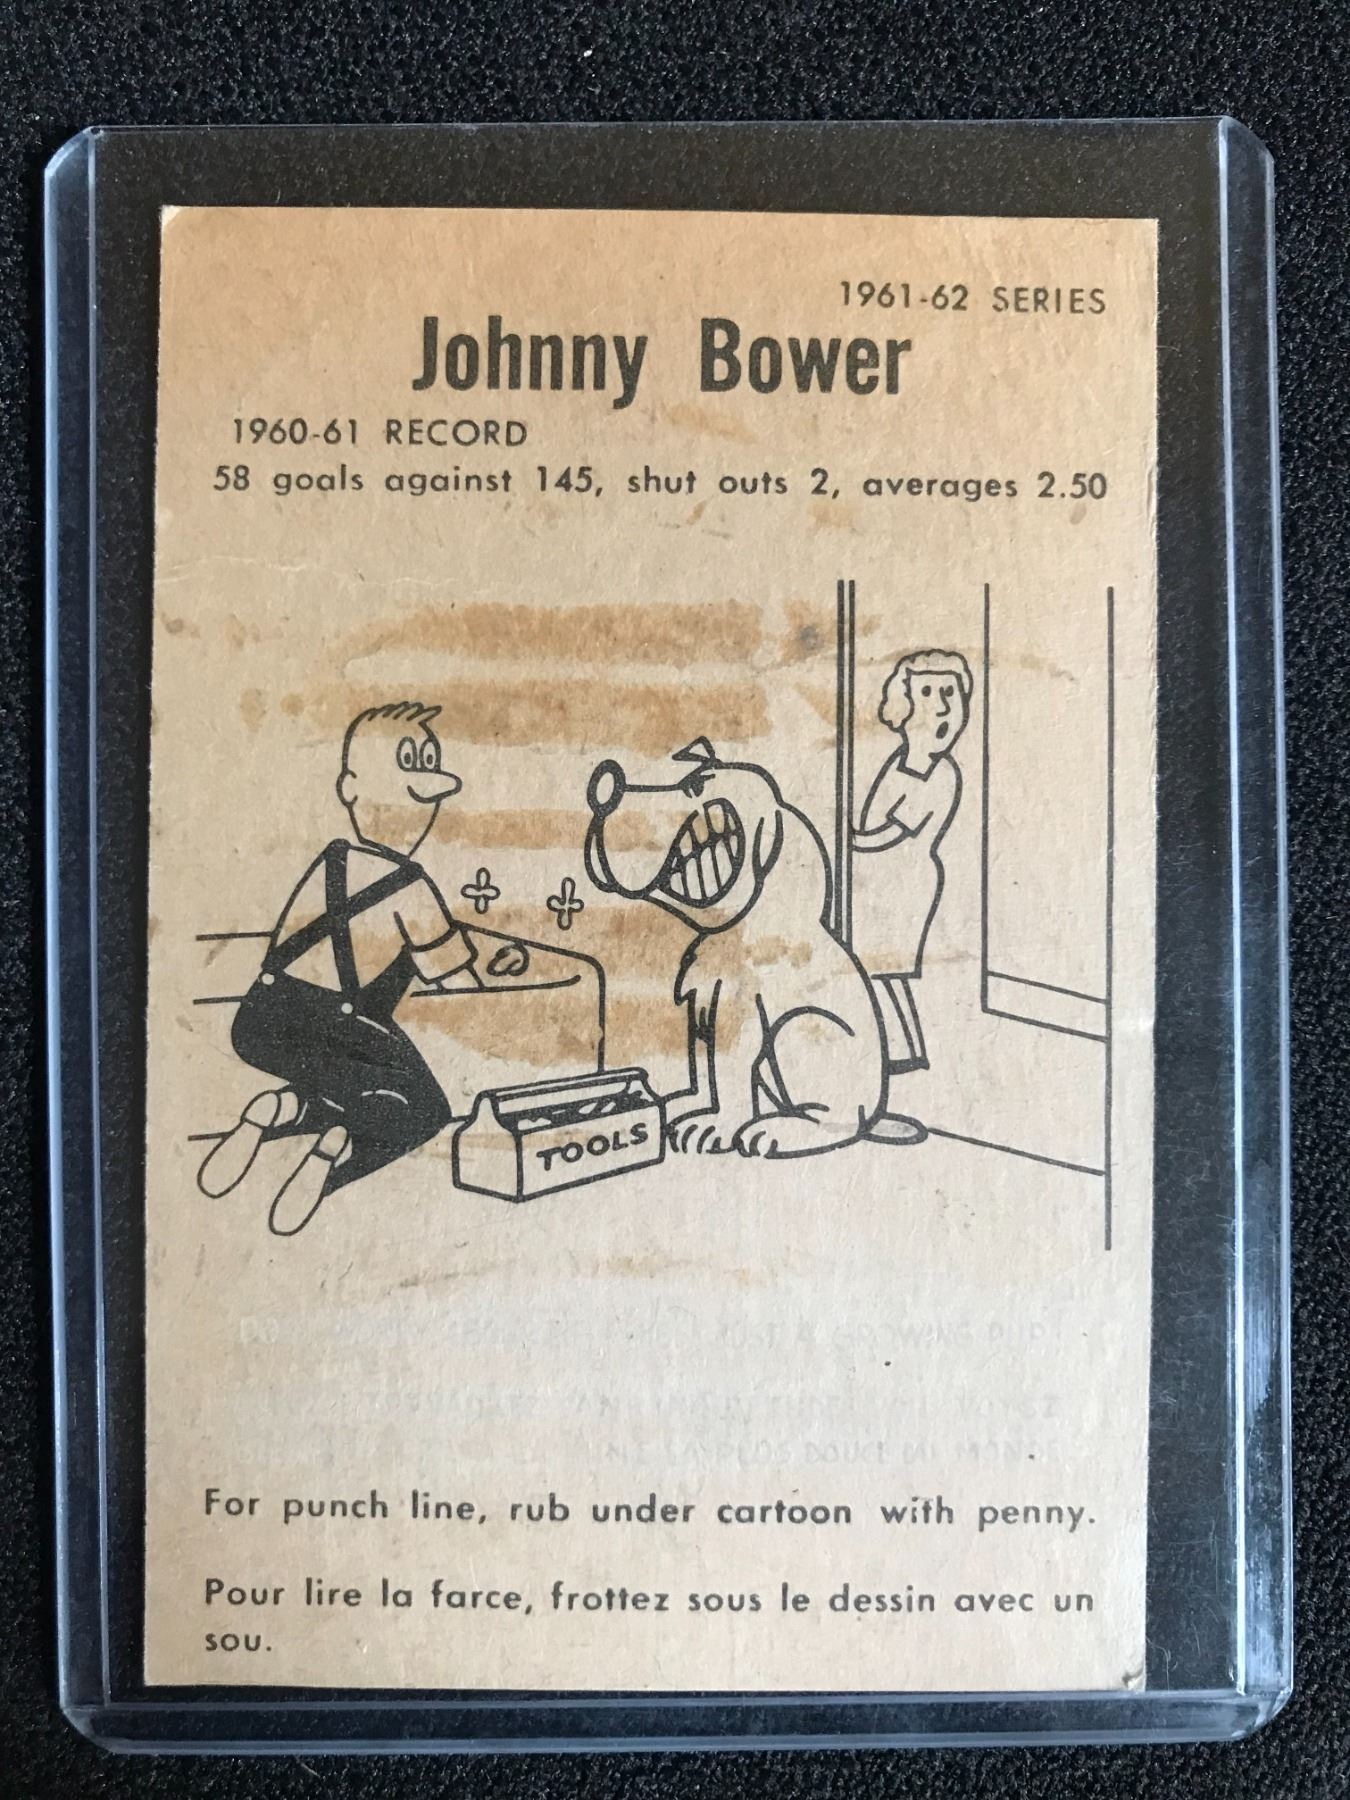 1961-62 SERIES
Johnny Bower
1960-61 RECORD
58 goals against 145, shut outs 2, averages 2.50
TOOLS
For punch line, rub under cartoon with penny.
Pour lire la farce, frottez sous le dessin avec un
sou.